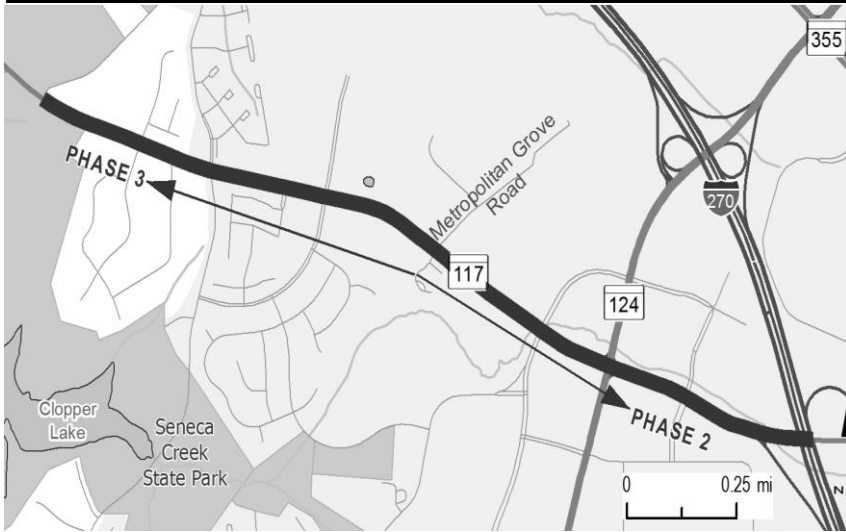 355
PHASE 3
Metropolitan Grove
Road
270
117
124
Clopper
Lake
Seneca
Creek
State Park
PHASE 2
0 0.25 mi
N